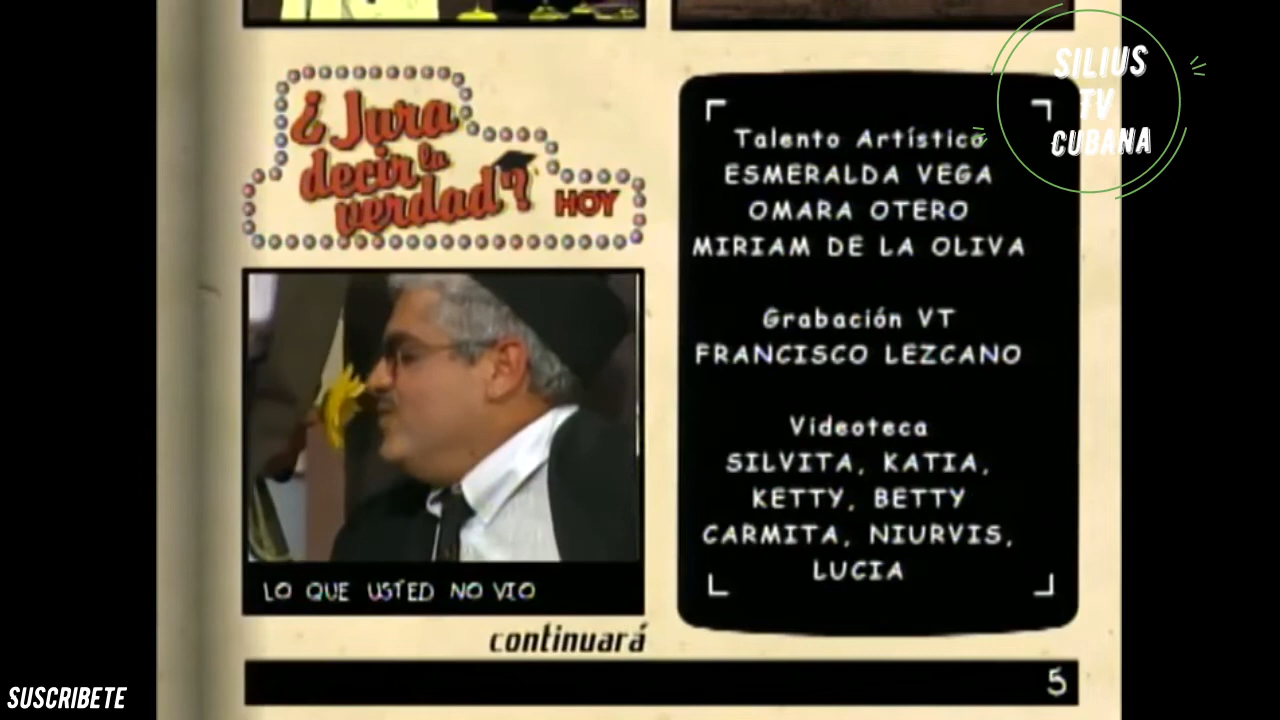 ¿Jura
decir la
verdad?
HOY
LO QUE USTED NO VIO
continuará
Talento Artístico
ESMERALDA VEGA
OMARA OTERO
MIRIAM DE LA OLIVA
Grabación VT
FRANCISCO LEZCANO
Videoteca
SILVITA, KATIA,
KETTY, BETTY
CARMITA, NIURVIS,
LUCIA
5
SILIUS
TV
CUBANA
SUSCRIBETE